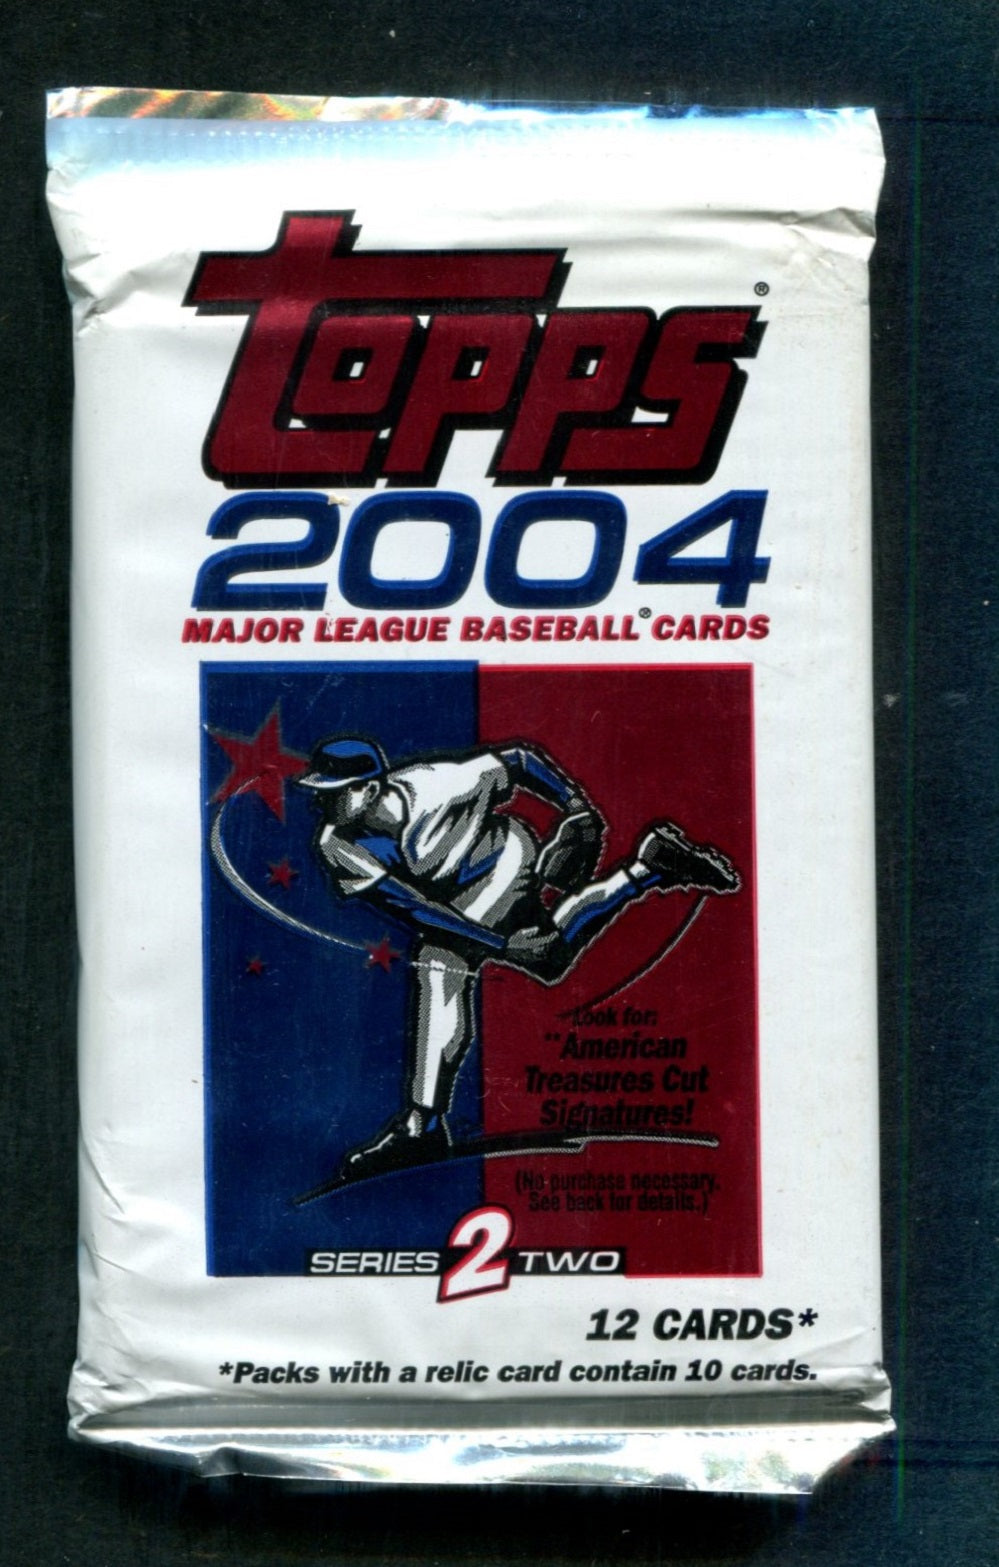 topps®
2004
MAJOR LEAGUE BASEBALL® CARDS
Look for:
"American
Treasures Cut
Signatures!
(No purchase necessary.
See back for details.)
SERIES 2 TWO
12 CARDS*
*Packs with a relic card contain 10 cards.